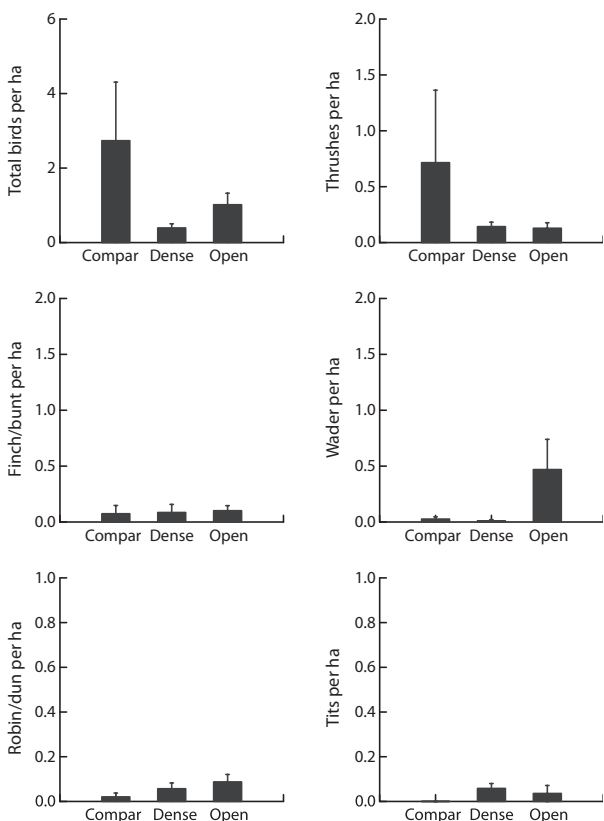 Total birds per ha
6
4
2
0
Compar Dense Open
Thrushes per ha
2.0
1.5
1.0
0.5
0.0
Compar Dense Open
Finch/bunt per ha
2.0
1.5
1.0
0.5
0.0
Compar Dense Open
Wader per ha
2.0
1.5
1.0
0.5
0.0
Compar Dense Open
Robin/dun per ha
1.0
0.8
0.6
0.4
0.2
0.0
Compar Dense Open
Tits per ha
1.0
0.8
0.6
0.4
0.2
0.0
Compar Dense Open